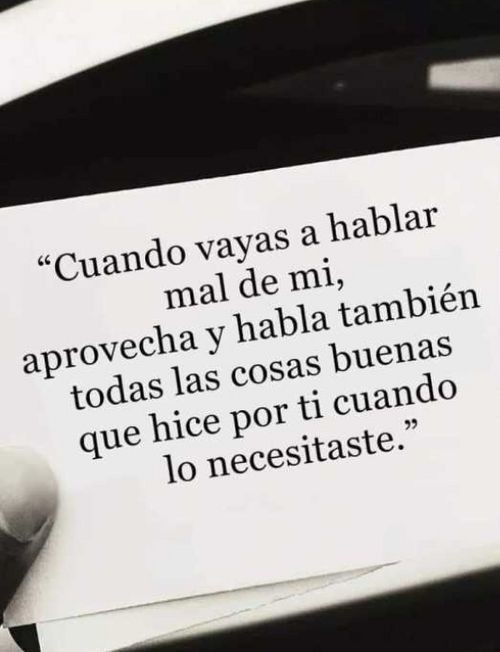 “Cuando vayas a hablar
mal de mi,
aprovecha y habla también
todas las cosas buenas
que hice por ti cuando
lo necesitaste.”